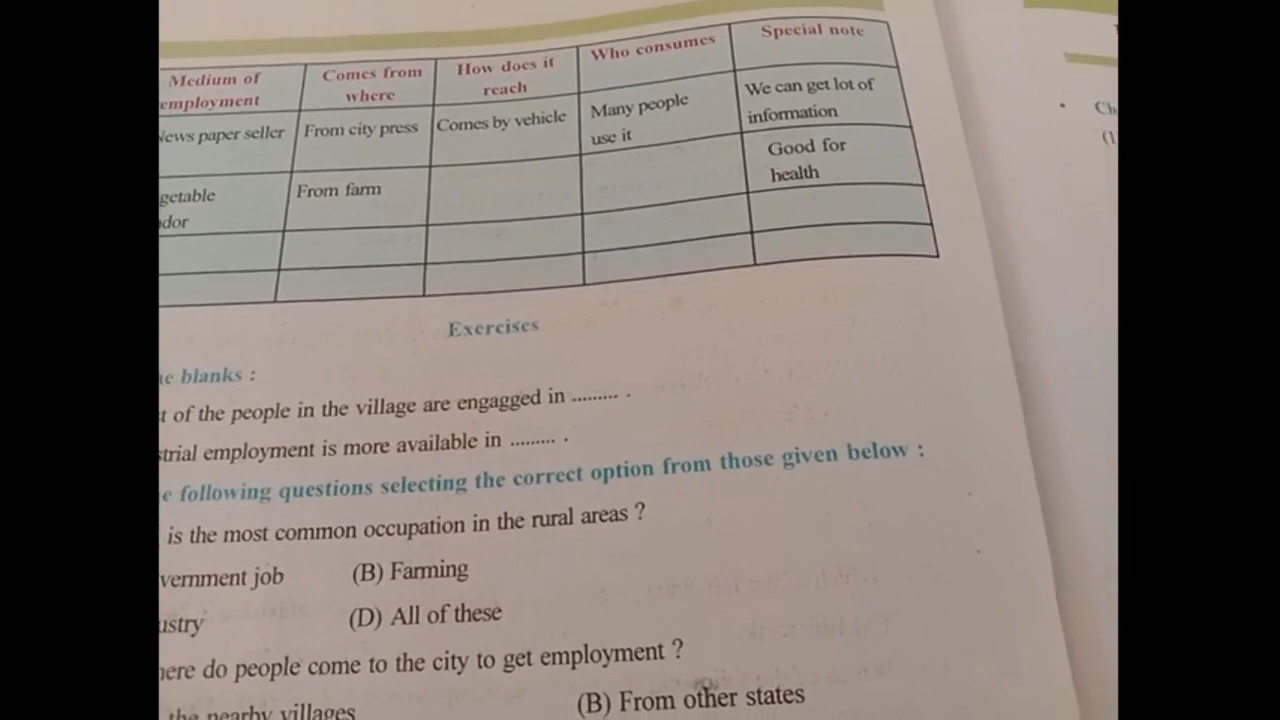 Medium of employment
Comes from where
How does it reach
Who consumes
Special note
News paper seller
From city press
Comes by vehicle
Many people use it
We can get lot of information
getable
dor
From farm
Good for health
Exercises
blanks :
of the people in the village are engagged in ......... .
strial employment is more available in ......... .
following questions selecting the correct option from those given below :
is the most common occupation in the rural areas ?
vernment job (B) Farming
ustry (D) All of these
here do people come to the city to get employment ?
the nearby villages (B) From other states